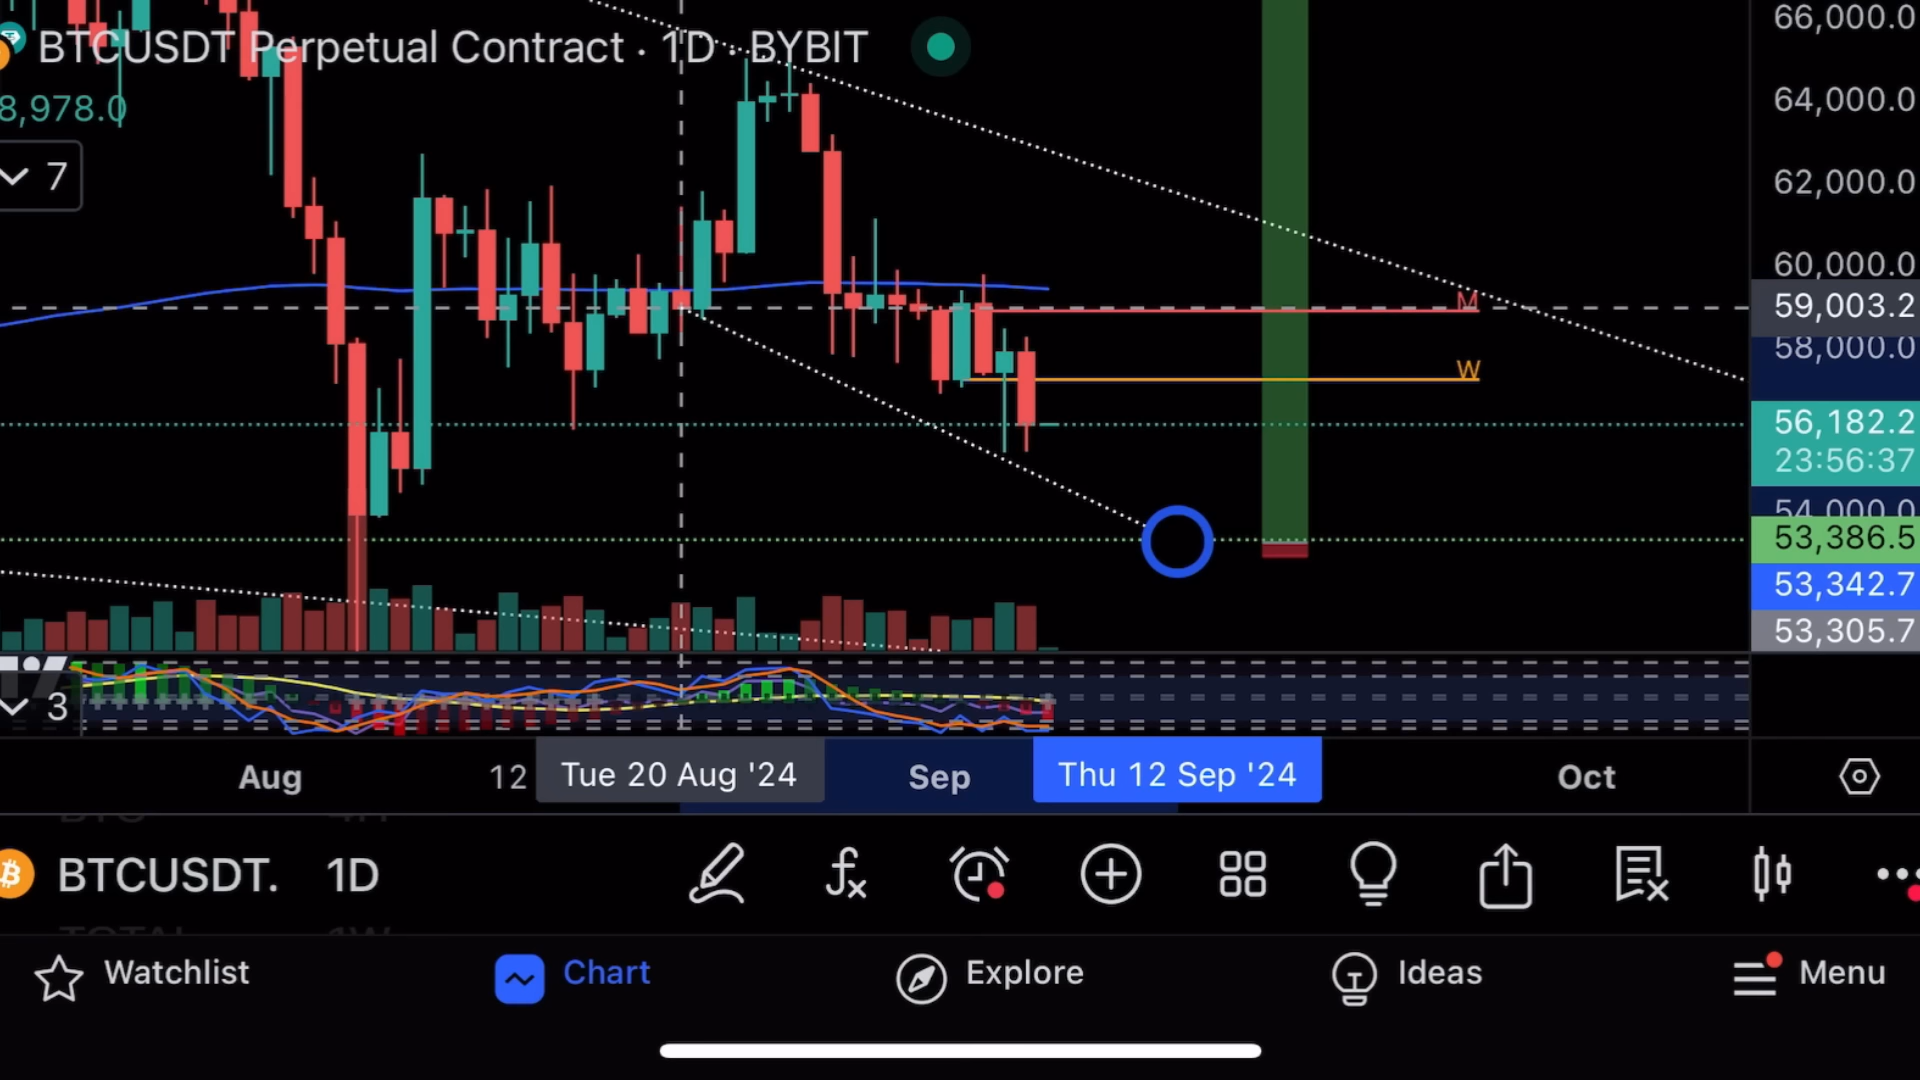 BTCUSDT Perpetual Contract · 1D · BYBIT
8,978.0
7
66,000.0
64,000.0
62,000.0
60,000.0
59,003.2
58,000.0
56,182.2
23:56:37
54,000.0
53,386.5
53,342.7
53,305.7
M
W
3
Aug
12
Tue 20 Aug '24
Sep
Thu 12 Sep '24
Oct
BTCUSDT. 1D
Watchlist
Chart
Explore
Ideas
Menu